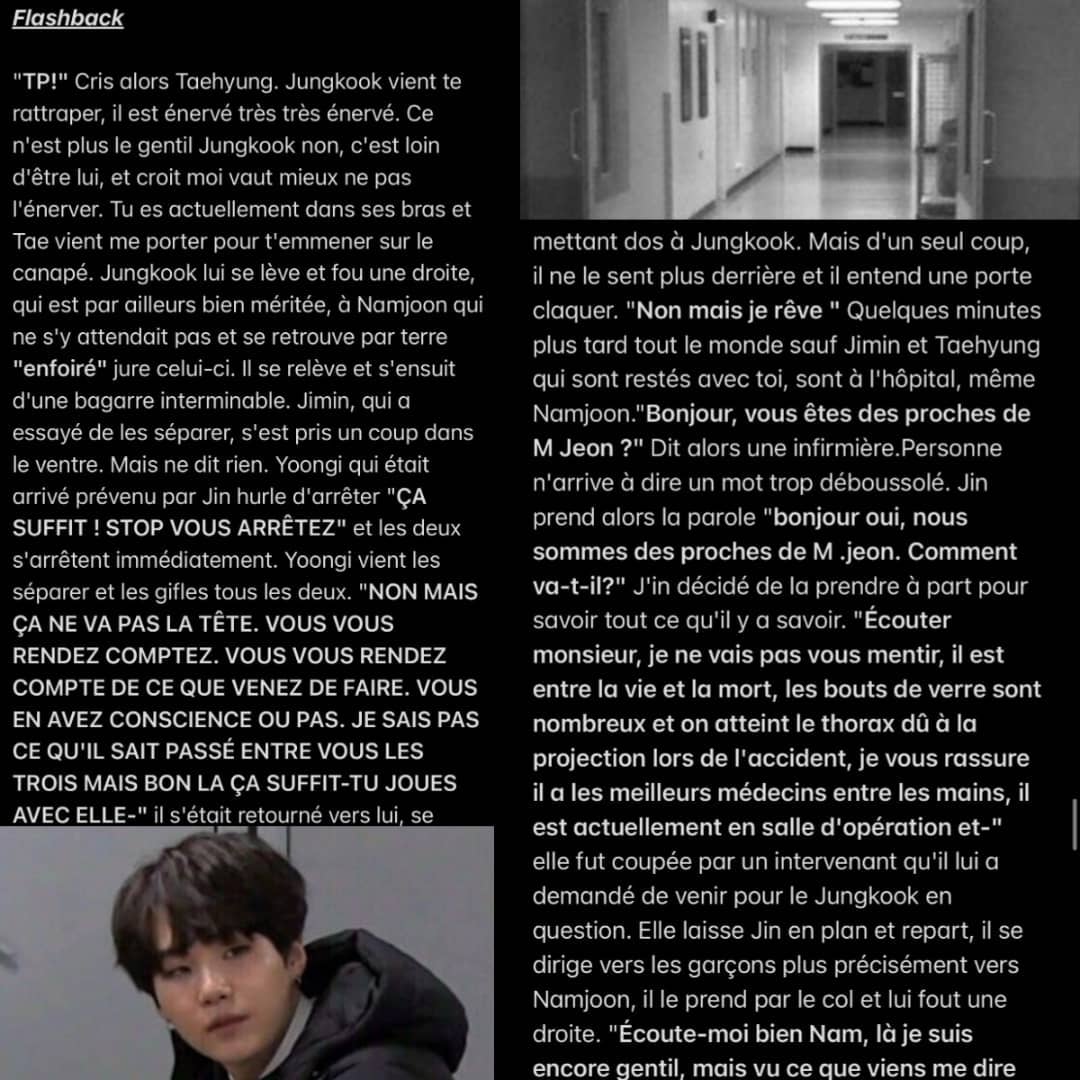 Flashback
"TP!" Cris alors Taehyung. Jungkook vient te
rattraper, il est énervé très très énervé. Ce
n'est plus le gentil Jungkook non, c'est loin
d'être lui, et croit moi vaut mieux ne pas
l'énerver. Tu es actuellement dans ses bras et
Tae vient me porter pour t'emmener sur le
canapé. Jungkook lui se lève et fou une droite,
qui est par ailleurs bien méritée, à Namjoon qui
ne s'y attendait pas et se retrouve par terre
"enfoiré" jure celui-ci. Il se relève et s'ensuit
d'une bagarre interminable. Jimin, qui a
essayé de les séparer, s'est pris un coup dans
le ventre. Mais ne dit rien. Yoongi qui était
arrivé prévenu par Jin hurle d'arrêter "ÇA
SUFFIT ! STOP VOUS ARRÊTEZ" et les deux
s'arrêtent immédiatement. Yoongi vient les
séparer et les gifles tous les deux. "NON MAIS
ÇA NE VA PAS LA TÊTE. VOUS VOUS
RENDEZ COMPTEZ. VOUS VOUS RENDEZ
COMPTE DE CE QUE VENEZ DE FAIRE. VOUS
EN AVEZ CONSCIENCE OU PAS. JE SAIS PAS
CE QU'IL SAIT PASSÉ ENTRE VOUS LES
TROIS MAIS BON LA ÇA SUFFIT-TU JOUES
AVEC ELLE-" il s'était retourné vers lui, se
mettant dos à Jungkook. Mais d'un seul coup,
il ne le sent plus derrière et il entend une porte
claquer. "Non mais je rêve " Quelques minutes
plus tard tout le monde sauf Jimin et Taehyung
qui sont restés avec toi, sont à l'hôpital, même
Namjoon."Bonjour, vous êtes des proches de
M Jeon ?" Dit alors une infirmière.Personne
n'arrive à dire un mot trop déboussolé. Jin
prend alors la parole "bonjour oui, nous
sommes des proches de M .jeon. Comment
va-t-il?" J'in décidé de la prendre à part pour
savoir tout ce qu'il y a savoir. "Écouter
monsieur, je ne vais pas vous mentir, il est
entre la vie et la mort, les bouts de verre sont
nombreux et on atteint le thorax dû à la
projection lors de l'accident, je vous rassure
il a les meilleurs médecins entre les mains, il
est actuellement en salle d'opération et-"
elle fut coupée par un intervenant qu'il lui a
demandé de venir pour le Jungkook en
question. Elle laisse Jin en plan et repart, il se
dirige vers les garçons plus précisément vers
Namjoon, il le prend par le col et lui fout une
droite. "Écoute-moi bien Nam, là je suis
encore gentil, mais vu ce que viens me dire